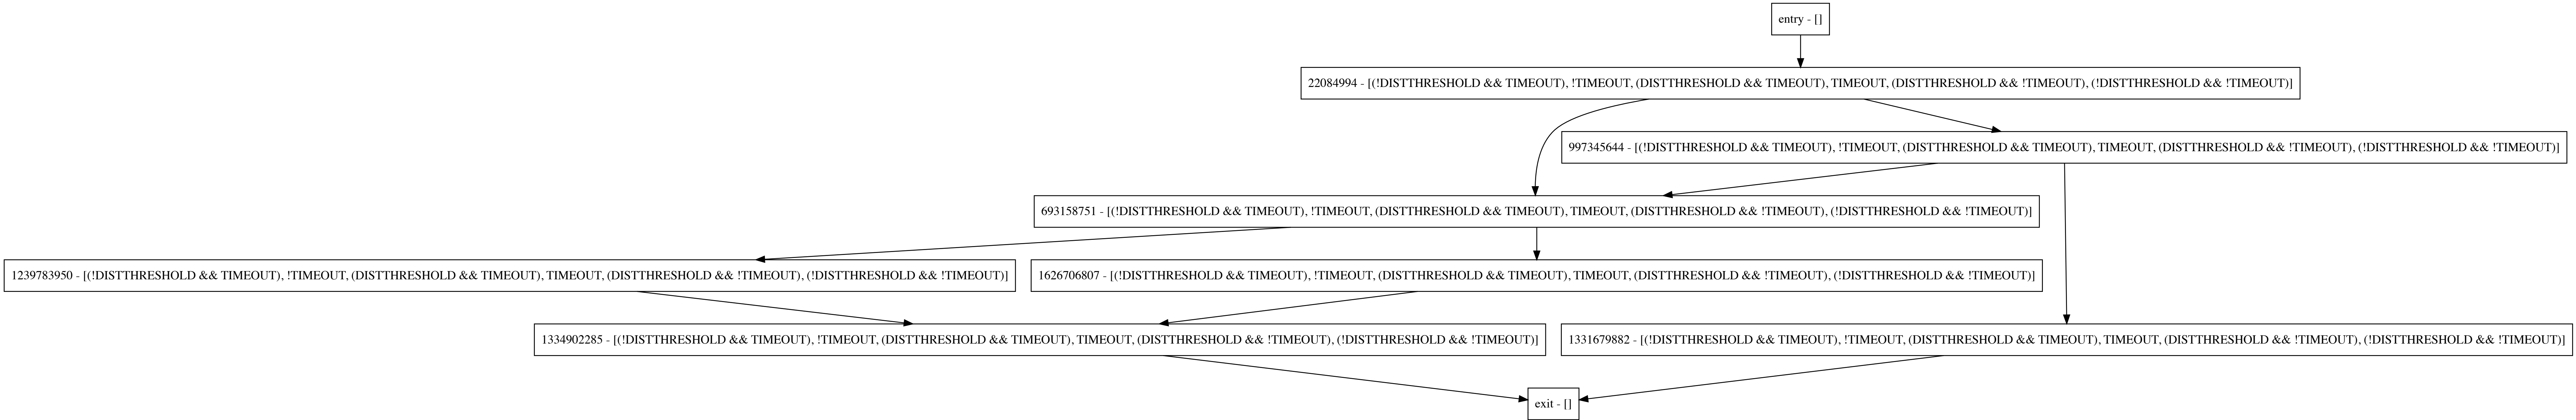 entry - []
22084994 - [(!DISTTHRESHOLD && TIMEOUT), !TIMEOUT, (DISTTHRESHOLD && TIMEOUT), TIMEOUT, (DISTTHRESHOLD && !TIMEOUT), (!DISTTHRESHOLD && !TIMEOUT)]
997345644 - [(!DISTTHRESHOLD && TIMEOUT), !TIMEOUT, (DISTTHRESHOLD && TIMEOUT), TIMEOUT, (DISTTHRESHOLD && !TIMEOUT), (!DISTTHRESHOLD && !TIMEOUT)]
693158751 - [(!DISTTHRESHOLD && TIMEOUT), !TIMEOUT, (DISTTHRESHOLD && TIMEOUT), TIMEOUT, (DISTTHRESHOLD && !TIMEOUT), (!DISTTHRESHOLD && !TIMEOUT)]
1239783950 - [(!DISTTHRESHOLD && TIMEOUT), !TIMEOUT, (DISTTHRESHOLD && TIMEOUT), TIMEOUT, (DISTTHRESHOLD && !TIMEOUT), (!DISTTHRESHOLD && !TIMEOUT)]
1626706807 - [(!DISTTHRESHOLD && TIMEOUT), !TIMEOUT, (DISTTHRESHOLD && TIMEOUT), TIMEOUT, (DISTTHRESHOLD && !TIMEOUT), (!DISTTHRESHOLD && !TIMEOUT)]
1334902285 - [(!DISTTHRESHOLD && TIMEOUT), !TIMEOUT, (DISTTHRESHOLD && TIMEOUT), TIMEOUT, (DISTTHRESHOLD && !TIMEOUT), (!DISTTHRESHOLD && !TIMEOUT)]
1331679882 - [(!DISTTHRESHOLD && TIMEOUT), !TIMEOUT, (DISTTHRESHOLD && TIMEOUT), TIMEOUT, (DISTTHRESHOLD && !TIMEOUT), (!DISTTHRESHOLD && !TIMEOUT)]
exit - []